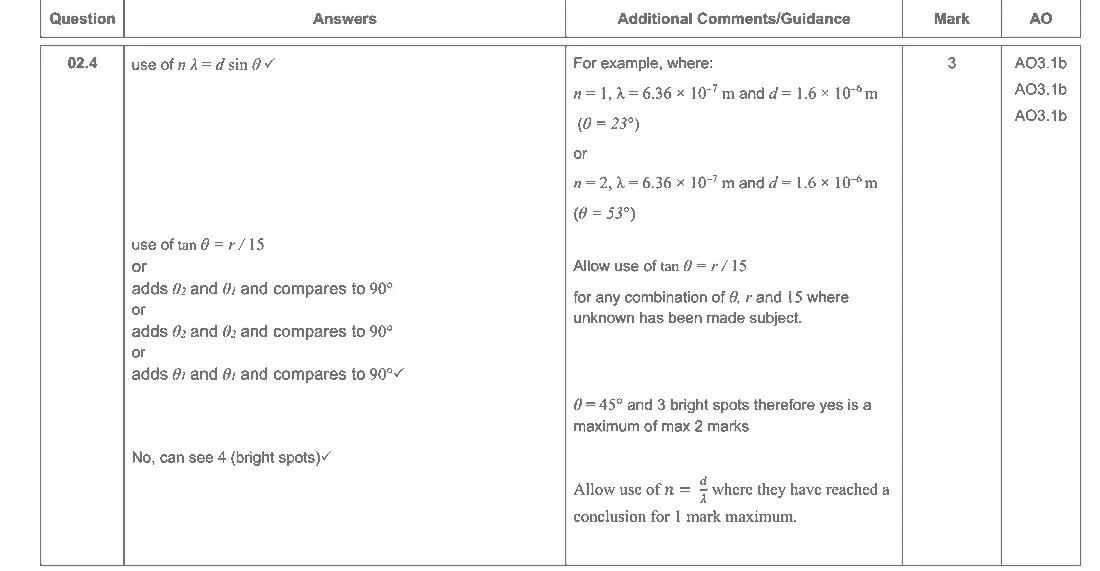 Question Answers Additional Comments/Guidance Mark AO
02.4 use of n λ = d sin θ ✓ For example, where: 3 AO3.1b
n = 1, λ = 6.36 × 10⁻⁷ m and d = 1.6 × 10⁻⁶ m AO3.1b
(θ = 23°) AO3.1b
or
n = 2, λ = 6.36 × 10⁻⁷ m and d = 1.6 × 10⁻⁶ m
(θ = 53°)
use of tan θ = r / 15
or Allow use of tan θ = r / 15
adds θ₂ and θ₁ and compares to 90° for any combination of θ, r and 15 where
or unknown has been made subject.
adds θ₂ and θ₂ and compares to 90°
or
adds θ₁ and θ₁ and compares to 90°✓
θ = 45° and 3 bright spots therefore yes is a
maximum of max 2 marks
No, can see 4 (bright spots)✓
Allow use of n = d/λ where they have reached a
conclusion for 1 mark maximum.